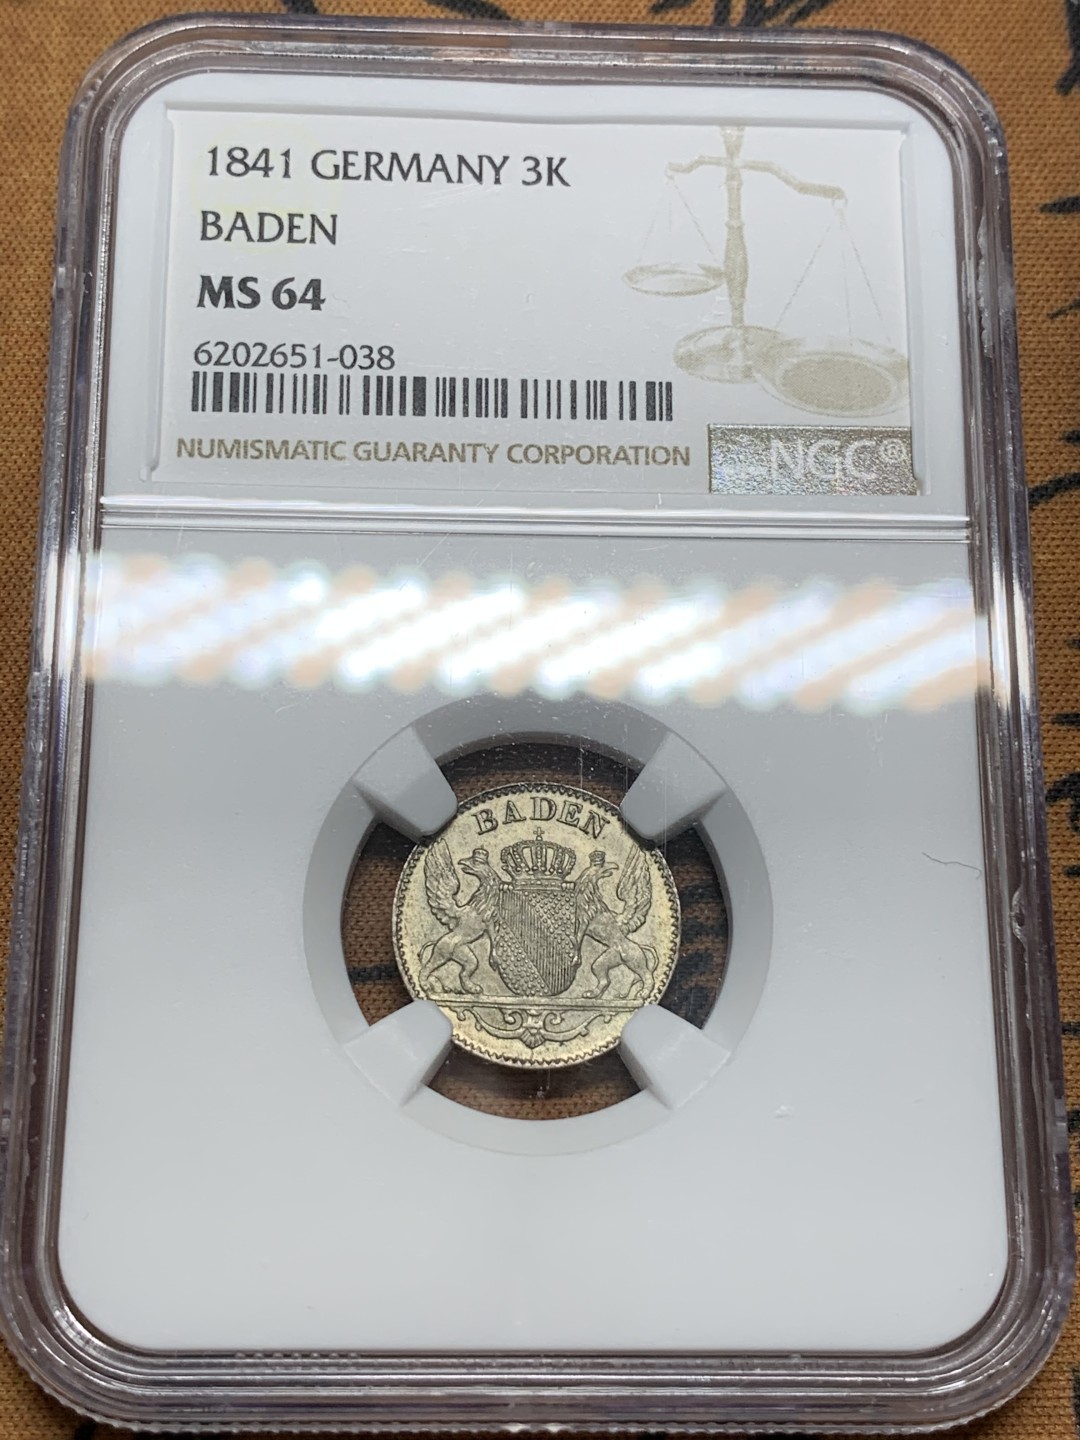 1841 GERMANY 3K
BADEN
MS 64
6202651-038
NUMISMATIC GUARANTY CORPORATION
NGC®
BADEN